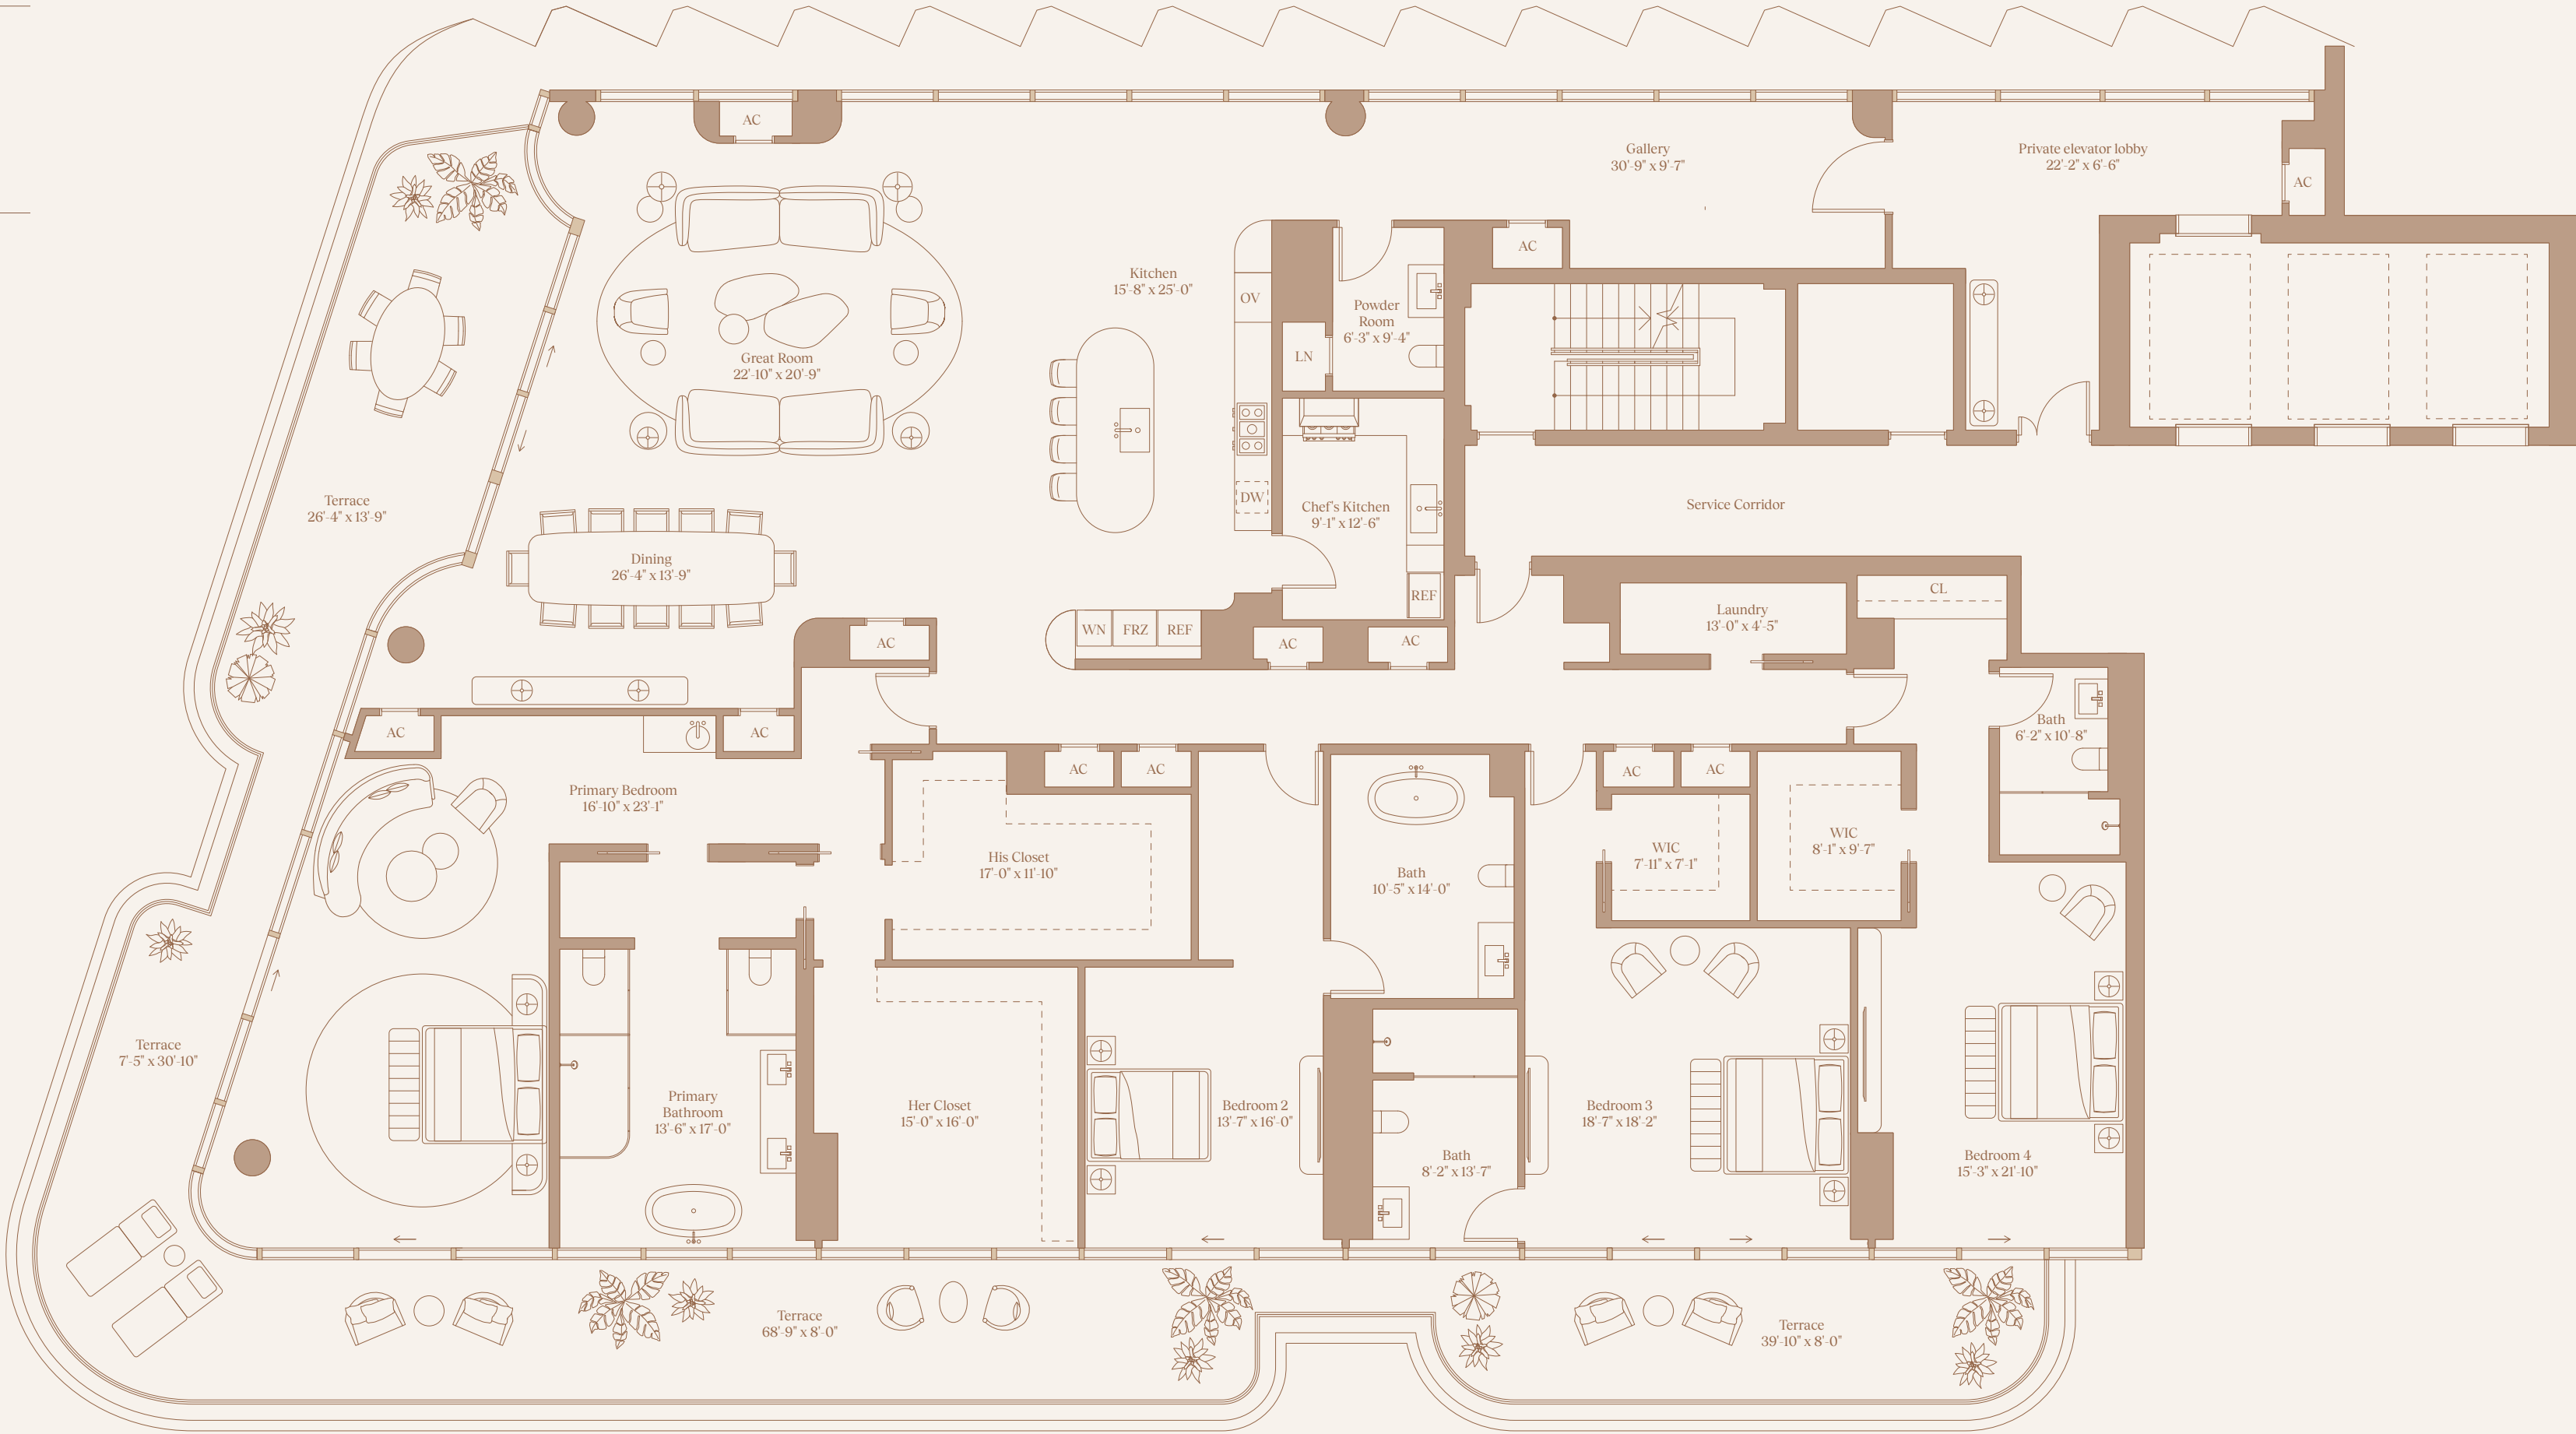 AC
Gallery
30'-9" x 9'-7"
Private elevator lobby
22'-2" x 6'-6"
AC
AC
Kitchen
15'-8" x 25'-0"
OV
Powder
Room
6'-3" x 9'-4"
LN
Great Room
22'-10" x 20'-9"
Terrace
26'-4" x 13'-9"
DW
Chef's Kitchen
9'-1" x 12'-6"
Service Corridor
Dining
26'-4" x 13'-9"
REF
CL
Laundry
13'-0" x 4'-5"
WN
FRZ
REF
AC
AC
AC
AC
AC
Bath
6'-2" x 10'-8"
AC
AC
AC
AC
Primary Bedroom
16'-10" x 23'-1"
WIC
8'-1" x 9'-7"
WIC
7'-11" x 7'-1"
His Closet
17'-0" x 11'-10"
Bath
10'-5" x 14'-0"
Terrace
7'-5" x 30'-10"
Primary
Bathroom
13'-6" x 17'-0"
Her Closet
15'-0" x 16'-0"
Bedroom 2
13'-7" x 16'-0"
Bedroom 3
18'-7" x 18'-2"
Bath
8'-2" x 13'-7"
Bedroom 4
15'-3" x 21'-10"
Terrace
68'-9" x 8'-0"
Terrace
39'-10" x 8'-0"